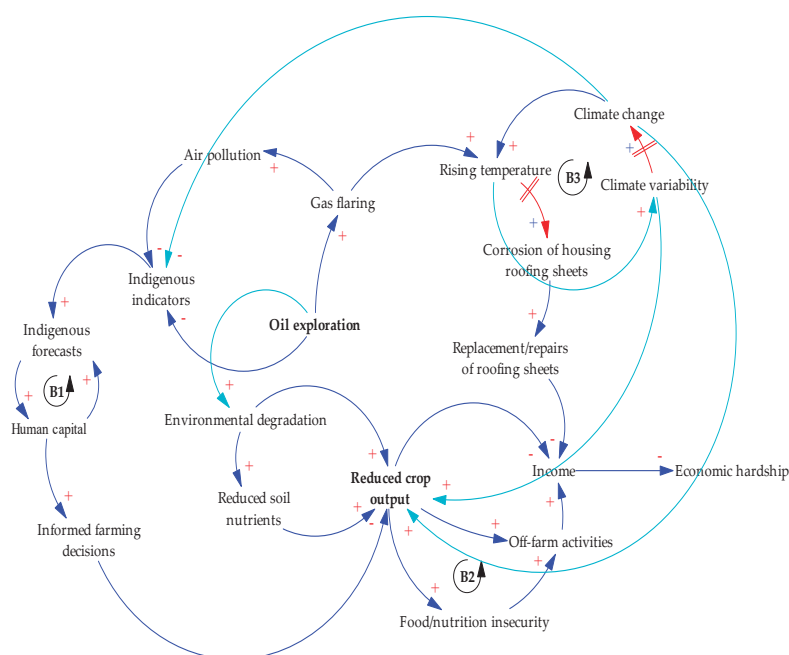 Climate change
Air pollution
Rising temperature
B3
Climate variability
Gas flaring
Corrosion of housing
roofing sheets
Indigenous
indicators
Oil exploration
Indigenous
forecasts
Replacement/repairs
of roofing sheets
B1
Human capital
Environmental degradation
Reduced crop
output
Income
Economic hardship
Reduced soil
nutrients
Informed farming
decisions
Off-farm activities
B2
Food/nutrition insecurity